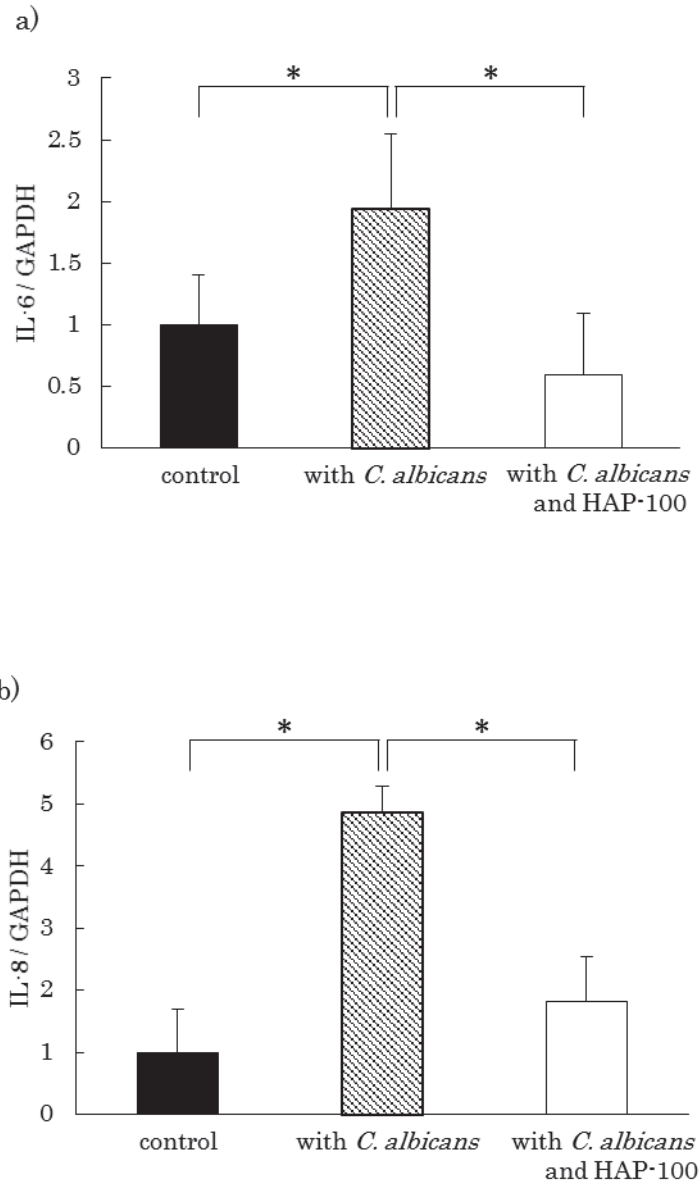 a)
* *
3
2.5
2
1.5
1
0.5
0
IL-6 / GAPDH
control with C. albicans with C. albicans
and HAP-100
b)
* *
6
5
4
3
2
1
0
IL-8 / GAPDH
control with C. albicans with C. albicans
and HAP-100